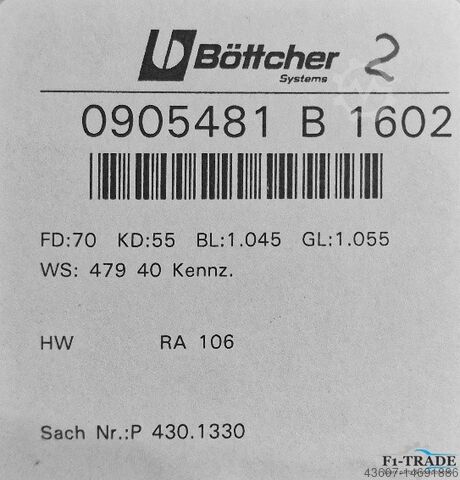 Böttcher 2
Systems
0905481 B 1602
FD:70 KD:55 BL:1.045 GL:1.055
WS: 479 40 Kennz.
HW RA 106
Sach Nr.:P 430.1330
F1-TRADE
43607-14691886